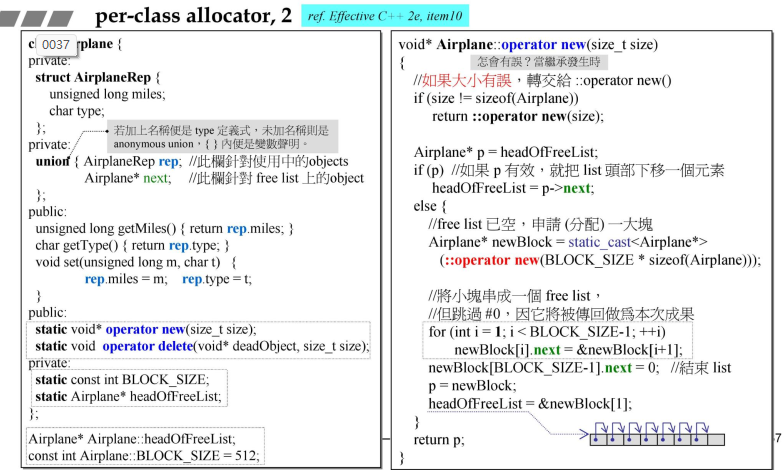 per-class allocator, 2
ref. Effective C++ 2e, item10
0037
rplane {
private:
struct AirplaneRep {
unsigned long miles;
char type;
};
若加上名稱便是 type 定義式，未加名稱則是
anonymous union，{ } 內便是變數聲明。
private:
union { AirplaneRep rep; //此欄針對使用中的objects
Airplane* next; //此欄針對 free list 上的object
};
public:
unsigned long getMiles() { return rep.miles; }
char getType() { return rep.type; }
void set(unsigned long m, char t) {
rep.miles = m; rep.type = t;
}
public:
static void* operator new(size_t size);
static void operator delete(void* deadObject, size_t size);
private:
static const int BLOCK_SIZE;
static Airplane* headOfFreeList;
};
Airplane* Airplane::headOfFreeList;
const int Airplane::BLOCK_SIZE = 512;
void* Airplane::operator new(size_t size)
{
怎會有誤？當繼承發生時
//如果大小有誤，轉交給 ::operator new()
if (size != sizeof(Airplane))
return ::operator new(size);
Airplane* p = headOfFreeList;
if (p) //如果 p 有效，就把 list 頭部下移一個元素
headOfFreeList = p->next;
else {
//free list 已空，申請 (分配) 一大塊
Airplane* newBlock = static_cast<Airplane*>
(::operator new(BLOCK_SIZE * sizeof(Airplane)));
//將小塊串成一個 free list，
//但跳過 #0，因它將被傳回做為本次成果
for (int i = 1; i < BLOCK_SIZE-1; ++i)
newBlock[i].next = &newBlock[i+1];
newBlock[BLOCK_SIZE-1].next = 0; //結束 list
p = newBlock;
headOfFreeList = &newBlock[1];
}
return p;
}
7